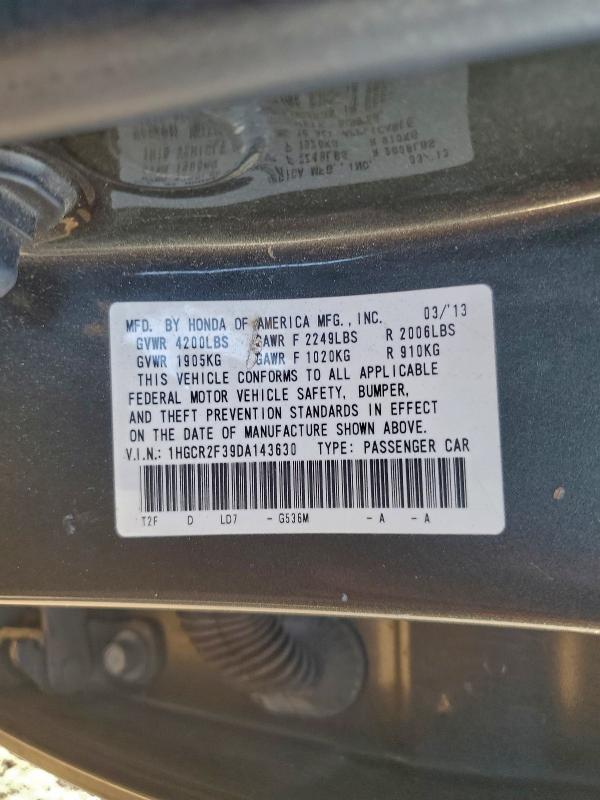 MFD. BY HONDA OF AMERICA MFG., INC. 03/'13
GVWR 4200LBS GAWR F 2249LBS R 2006LBS
GVWR 1905KG GAWR F 1020KG R 910KG
THIS VEHICLE CONFORMS TO ALL APPLICABLE
FEDERAL MOTOR VEHICLE SAFETY, BUMPER,
AND THEFT PREVENTION STANDARDS IN EFFECT
ON THE DATE OF MANUFACTURE SHOWN ABOVE.
V.I.N.: 1HGCR2F39DA143630 TYPE: PASSENGER CAR
T2F D LD7 - G536M - A - A